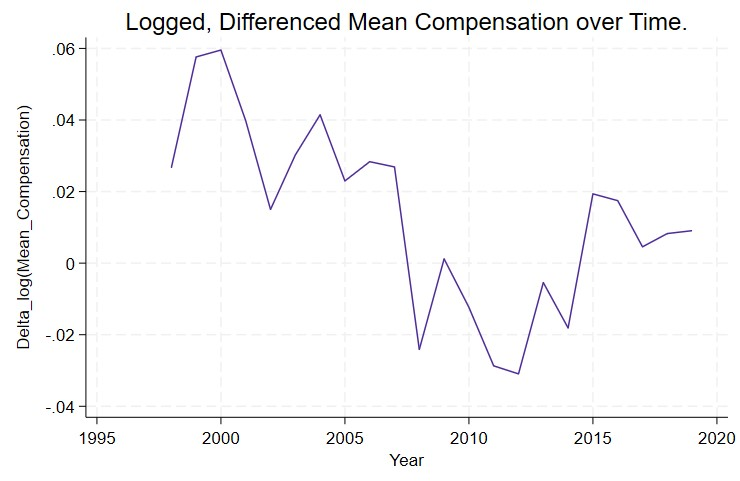 Logged, Differenced Mean Compensation over Time.
.06
.04
.02
0
-.02
-.04
Delta_log(Mean_Compensation)
1995 2000 2005 2010 2015 2020
Year